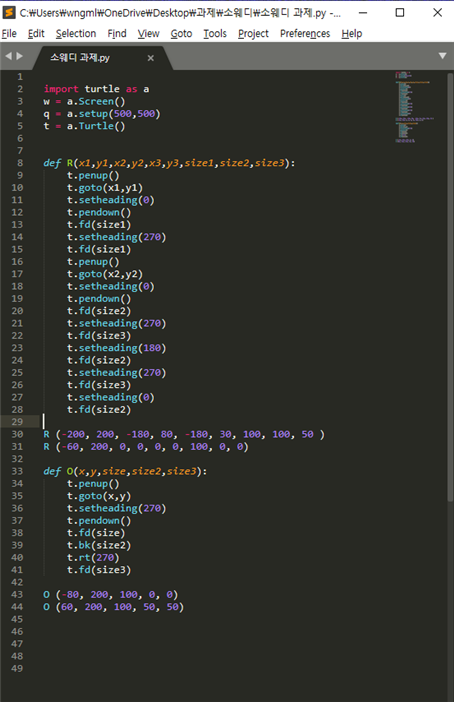 C:₩Users₩wngml₩OneDrive₩Desktop₩과제₩소웨디₩소웨디 과제.py -...
File Edit Selection Find View Goto Tools Project Preferences Help
소웨디 과제.py
1
2 import turtle as a
3 w = a.Screen()
4 q = a.setup(500,500)
5 t = a.Turtle()
6
7
8 def R(x1,y1,x2,y2,x3,y3,size1,size2,size3):
9 t.penup()
10 t.goto(x1,y1)
11 t.setheading(0)
12 t.pendown()
13 t.fd(size1)
14 t.setheading(270)
15 t.fd(size1)
16 t.penup()
17 t.goto(x2,y2)
18 t.setheading(0)
19 t.pendown()
20 t.fd(size2)
21 t.setheading(270)
22 t.fd(size3)
23 t.setheading(180)
24 t.fd(size2)
25 t.setheading(270)
26 t.fd(size3)
27 t.setheading(0)
28 t.fd(size2)
29
30 R (-200, 200, -180, 80, -180, 30, 100, 100, 50 )
31 R (-60, 200, 0, 0, 0, 0, 100, 0, 0)
32
33 def O(x,y,size,size2,size3):
34 t.penup()
35 t.goto(x,y)
36 t.setheading(270)
37 t.pendown()
38 t.fd(size)
39 t.bk(size2)
40 t.rt(270)
41 t.fd(size3)
42
43 O (-80, 200, 100, 0, 0)
44 O (60, 200, 100, 50, 50)
45
46
47
48
49